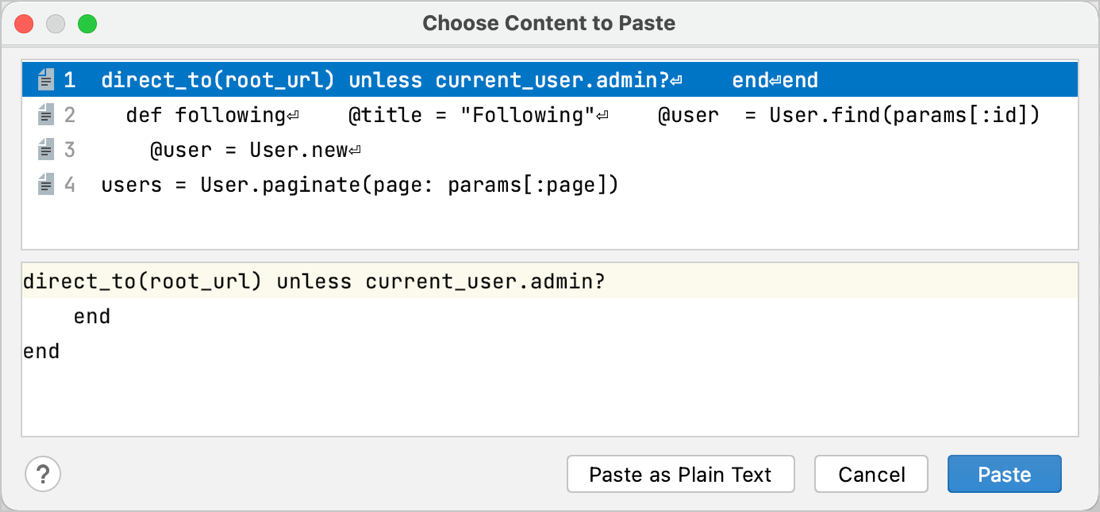 Choose Content to Paste
1 direct_to(root_url) unless current_user.admin?⏎    end⏎end
2   def following⏎    @title = "Following"⏎    @user  = User.find(params[:id])
3     @user = User.new⏎
4 users = User.paginate(page: params[:page])
direct_to(root_url) unless current_user.admin?
    end
end
? Paste as Plain Text Cancel Paste